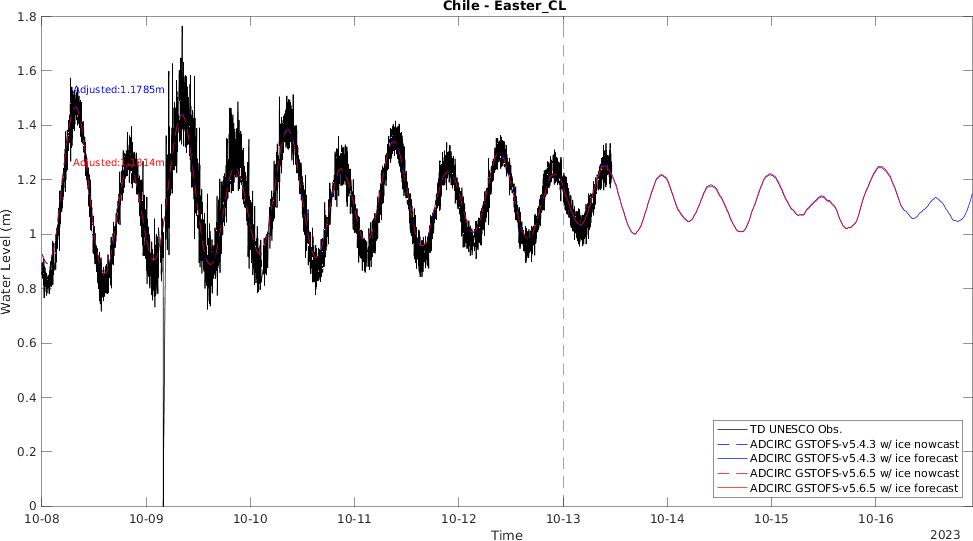 Chile - Easter_CL
1.8
1.6
1.4
1.2
1
0.8
0.6
0.4
0.2
0
Water Level (m)
Adjusted:1.1785m
10-08
10-09
10-10
10-11
10-12
10-13
10-14
10-15
10-16
Time
2023
TD UNESCO Obs.
ADCIRC GSTOFS-v5.4.3 w/ ice nowcast
ADCIRC GSTOFS-v5.4.3 w/ ice forecast
ADCIRC GSTOFS-v5.6.5 w/ ice nowcast
ADCIRC GSTOFS-v5.6.5 w/ ice forecast